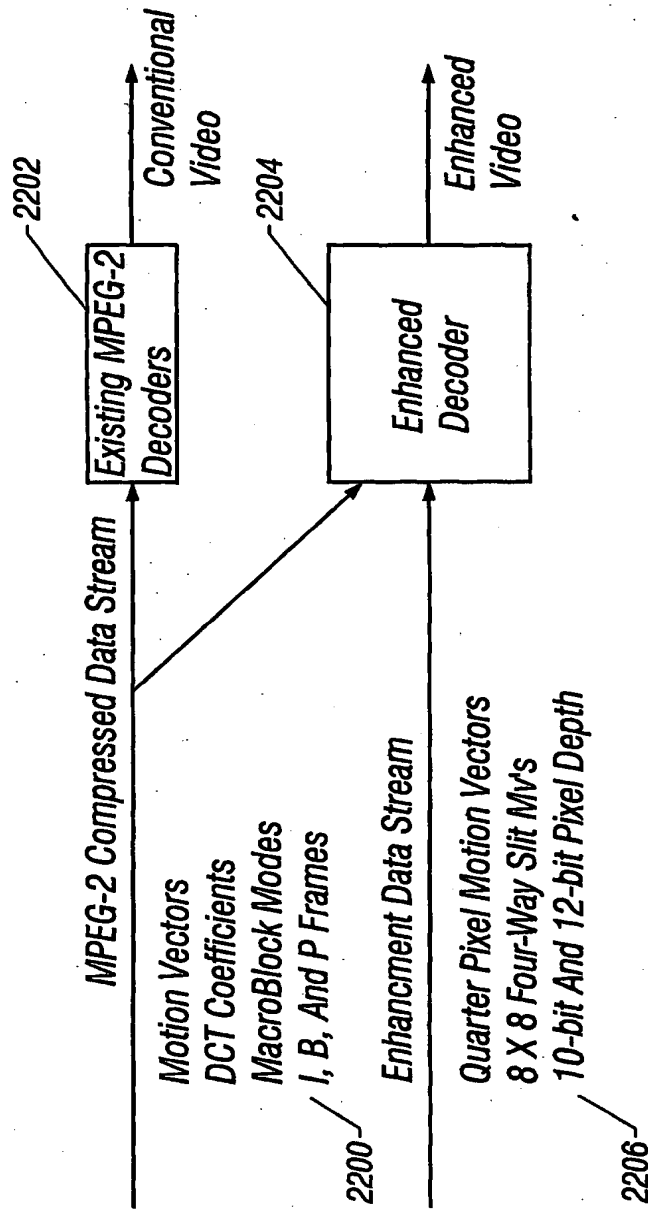 MPEG-2 Compressed Data Stream
Motion Vectors
DCT Coefficients
MacroBlock Modes
I, B, And P Frames
2200
Existing MPEG-2
Decoders
2202
Conventional
Video
Enhancment Data Stream
Quarter Pixel Motion Vectors
8 X 8 Four-Way Slit Mv's
10-bit And 12-bit Pixel Depth
2206
Enhanced
Decoder
2204
Enhanced
Video